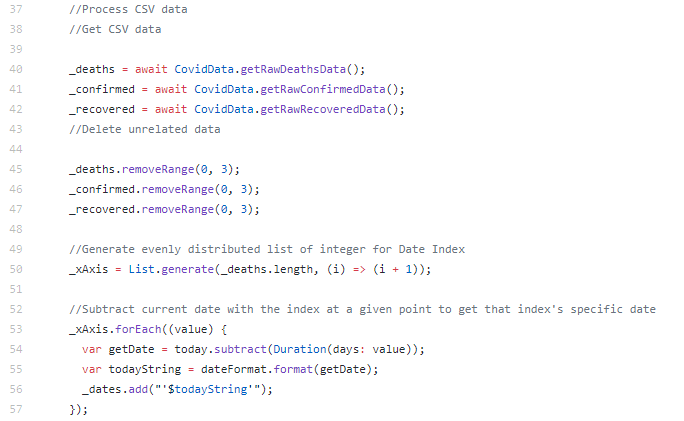 37 //Process CSV data
38 //Get CSV data
39
40 _deaths = await CovidData.getRawDeathsData();
41 _confirmed = await CovidData.getRawConfirmedData();
42 _recovered = await CovidData.getRawRecoveredData();
43 //Delete unrelated data
44
45 _deaths.removeRange(0, 3);
46 _confirmed.removeRange(0, 3);
47 _recovered.removeRange(0, 3);
48
49 //Generate evenly distributed list of integer for Date Index
50 _xAxis = List.generate(_deaths.length, (i) => (i + 1));
51
52 //Subtract current date with the index at a given point to get that index's specific date
53 _xAxis.forEach((value) {
54 var getDate = today.subtract(Duration(days: value));
55 var todayString = dateFormat.format(getDate);
56 _dates.add("'$todayString'");
57 });